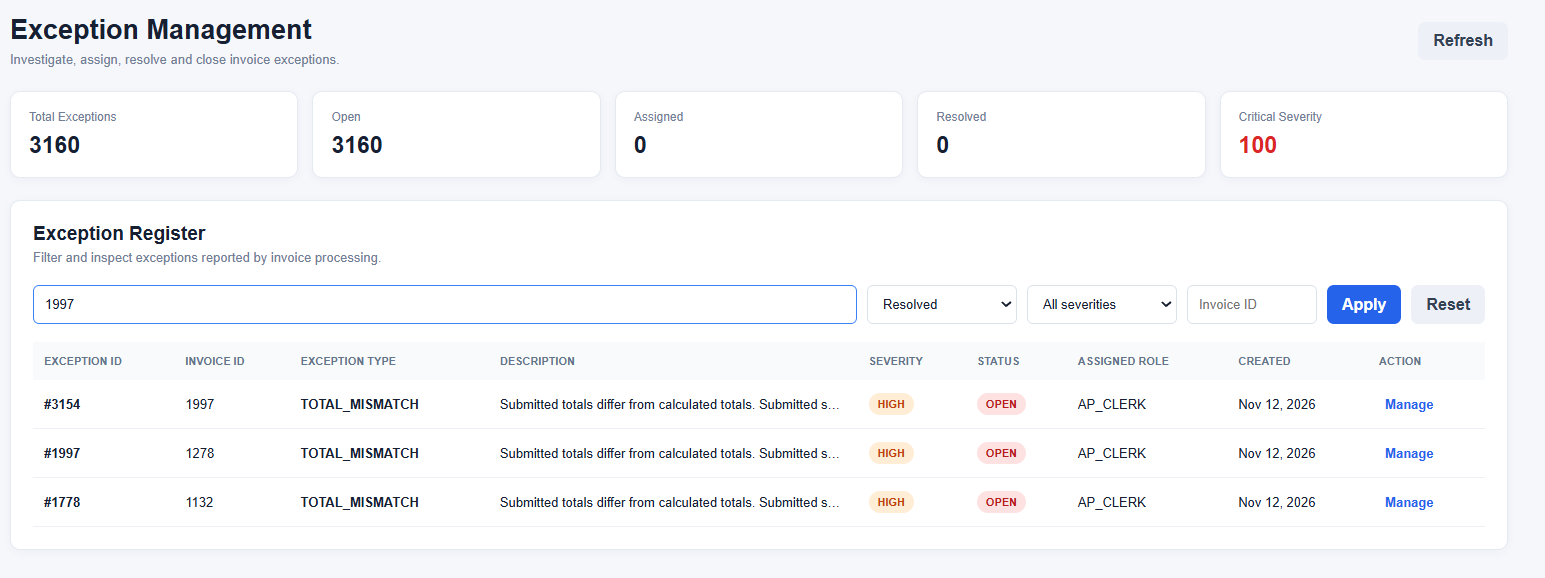 Exception Management
Investigate, assign, resolve and close invoice exceptions.
Refresh
Total Exceptions
3160
Open
3160
Assigned
0
Resolved
0
Critical Severity
100
Exception Register
Filter and inspect exceptions reported by invoice processing.
1997 Resolved All severities Invoice ID Apply Reset
EXCEPTION ID INVOICE ID EXCEPTION TYPE DESCRIPTION SEVERITY STATUS ASSIGNED ROLE CREATED ACTION
#3154 1997 TOTAL_MISMATCH Submitted totals differ from calculated totals. Submitted s... HIGH OPEN AP_CLERK Nov 12, 2026 Manage
#1997 1278 TOTAL_MISMATCH Submitted totals differ from calculated totals. Submitted s... HIGH OPEN AP_CLERK Nov 12, 2026 Manage
#1778 1132 TOTAL_MISMATCH Submitted totals differ from calculated totals. Submitted s... HIGH OPEN AP_CLERK Nov 12, 2026 Manage